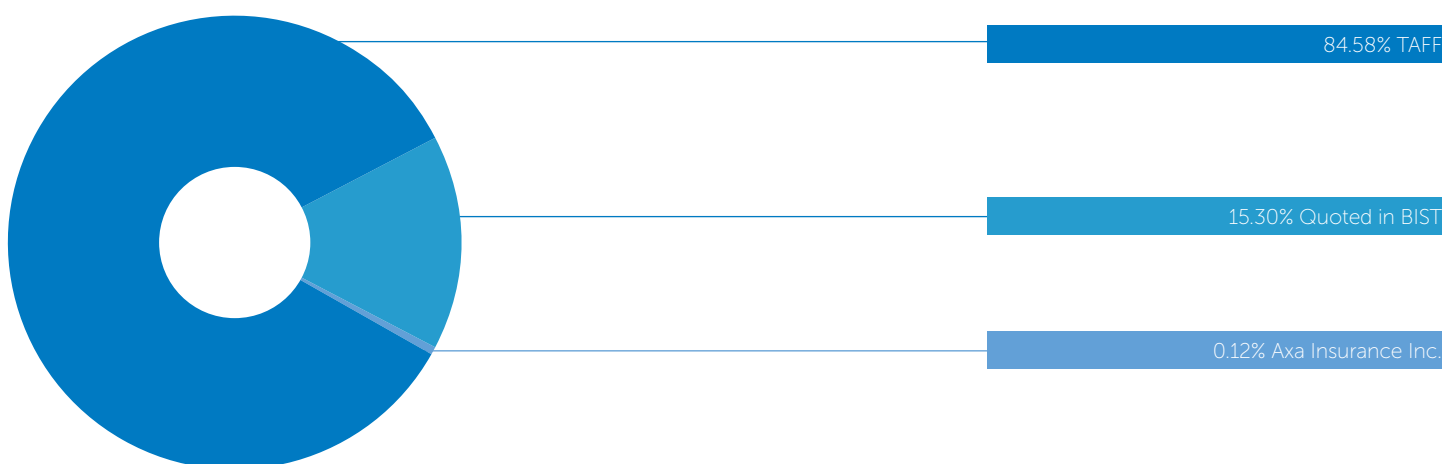 84.58% TAFF
15.30% Quoted in BIST
0.12% Axa Insurance Inc.